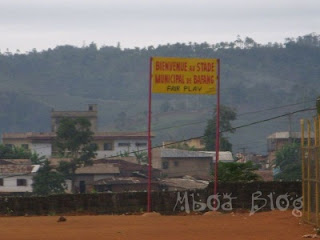 BIENVENUE AU STADE
MUNICIPAL DE BAFANG
FAIR PLAY
Mboa Blog